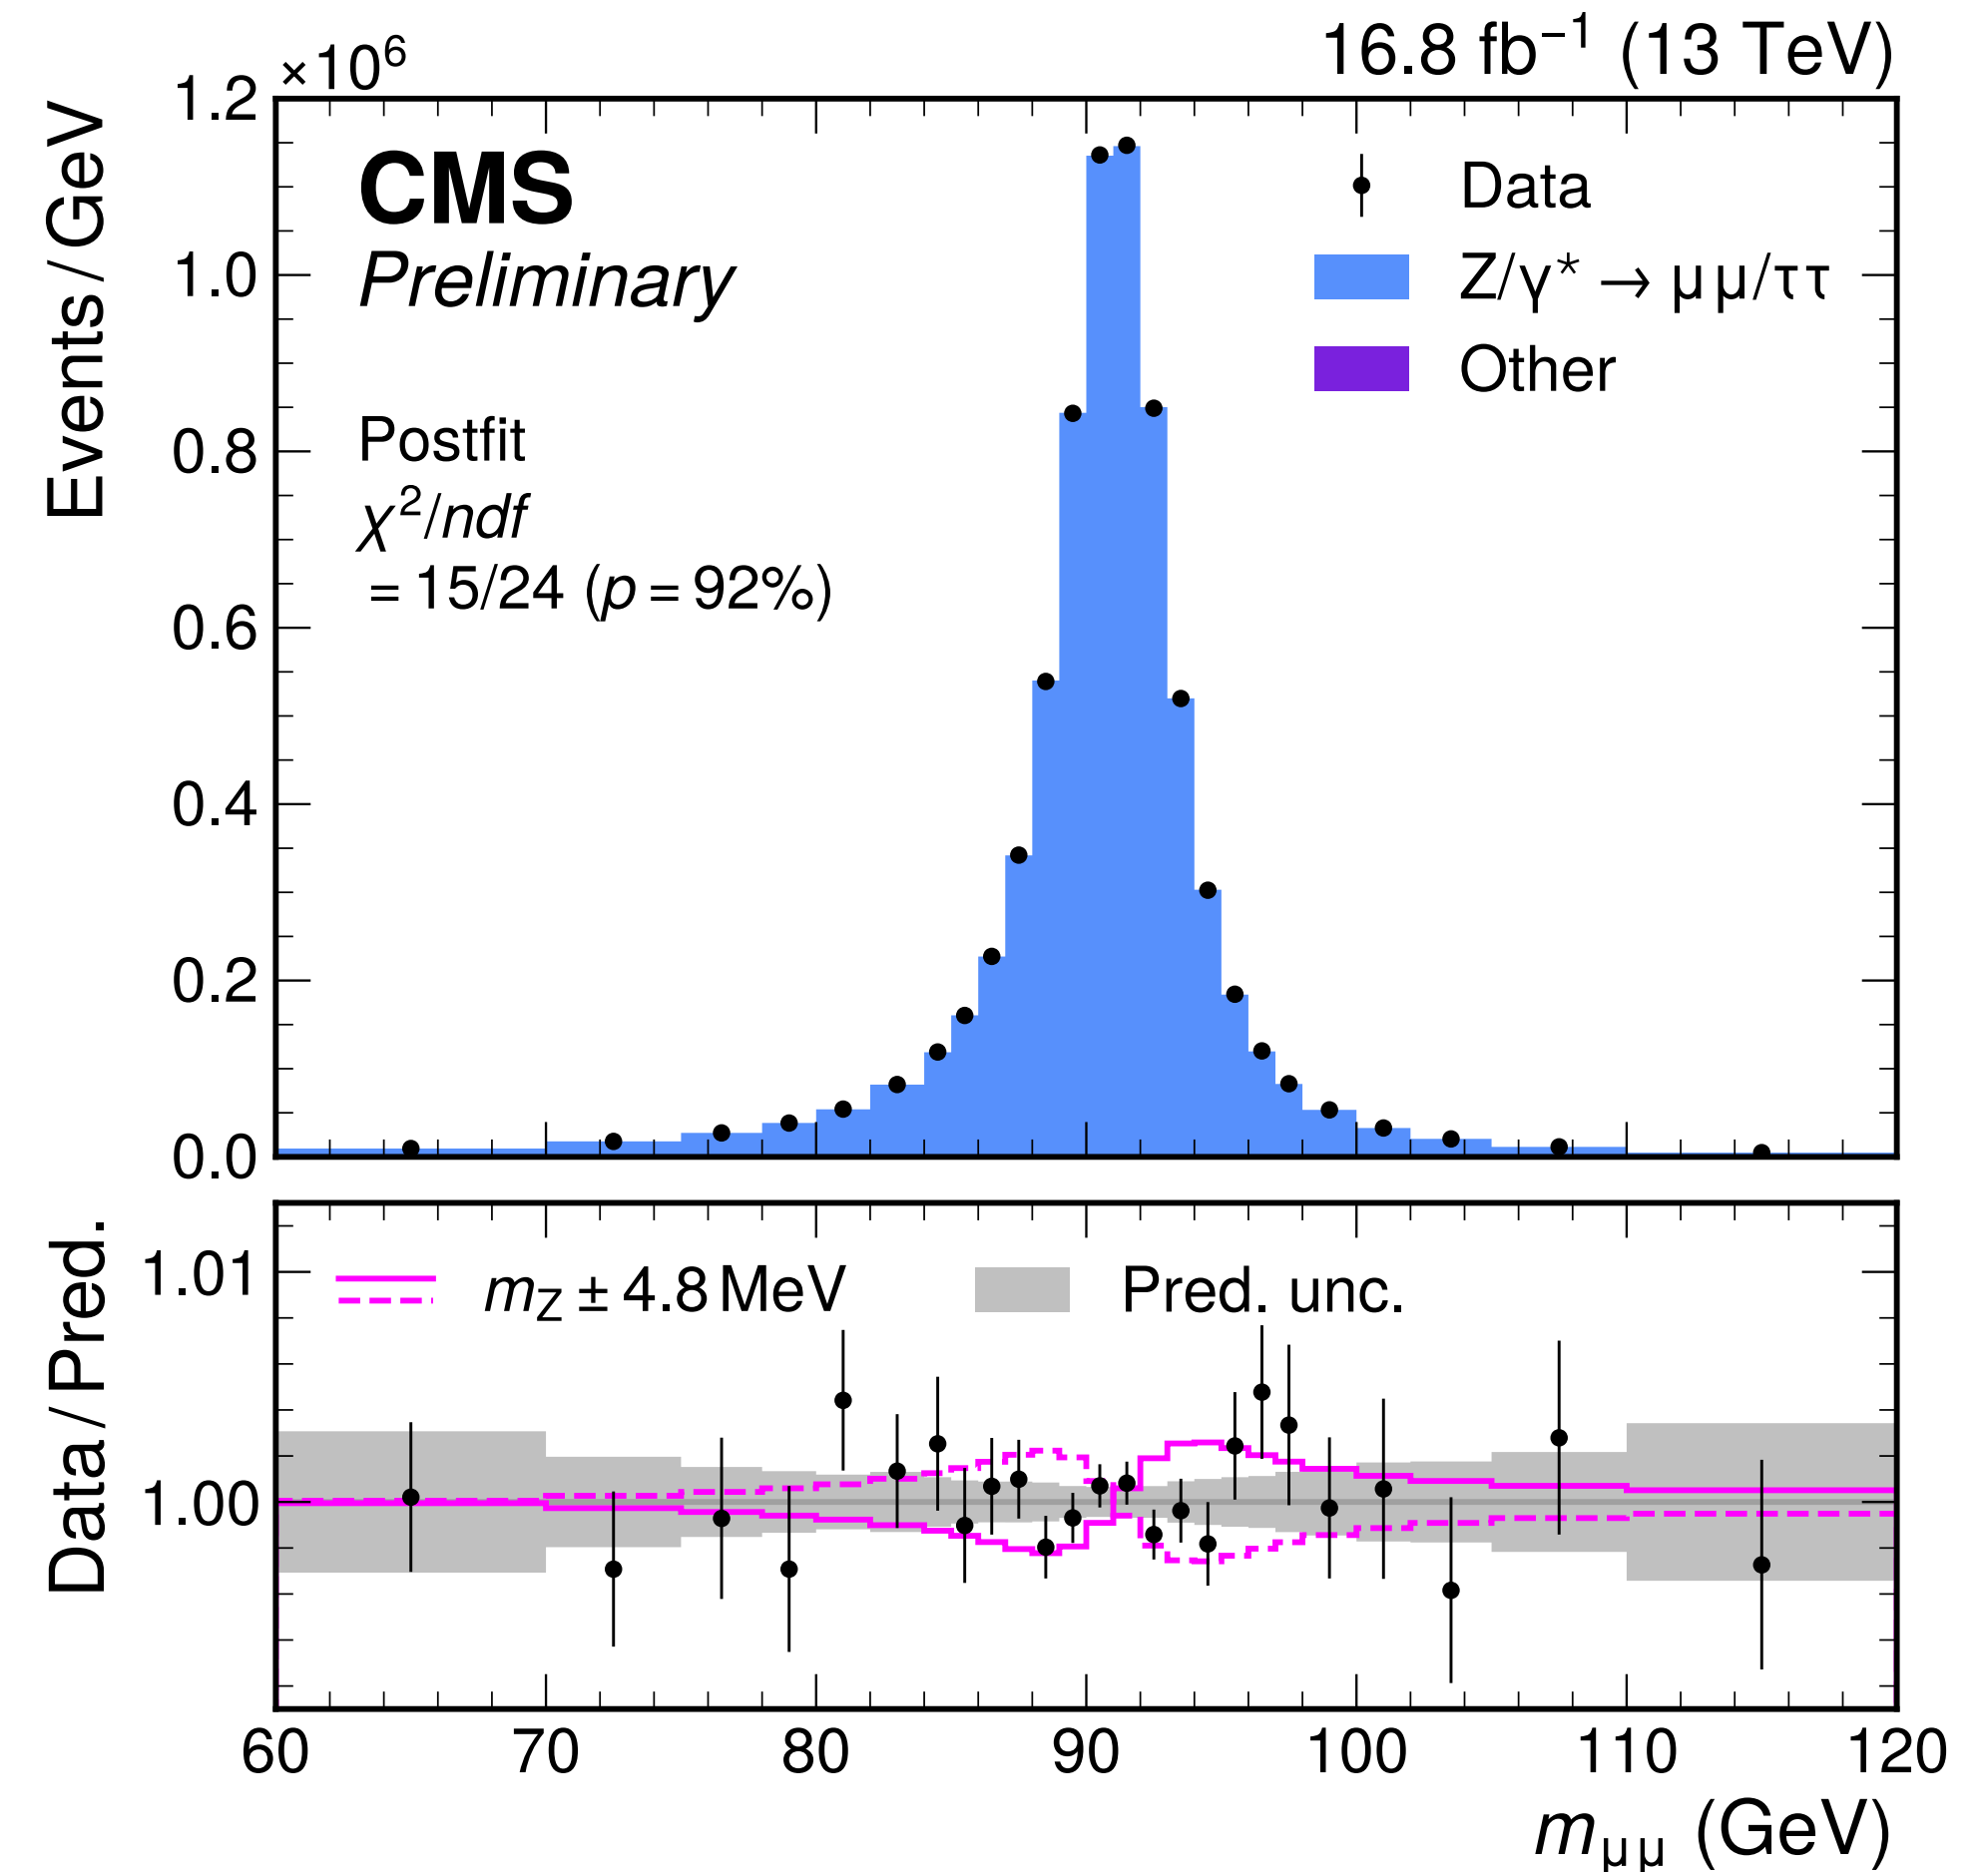 ×10⁶
16.8 fb⁻¹ (13 TeV)
Events / GeV
1.2
1.0
0.8
0.6
0.4
0.2
0.0
CMS
Preliminary
Postfit
χ²/ndf
= 15/24 (p = 92%)
Data
Z/γ* → μμ/ττ
Other
Data / Pred.
1.01
1.00
m_Z ± 4.8 MeV
Pred. unc.
60 70 80 90 100 110 120
m_μμ (GeV)